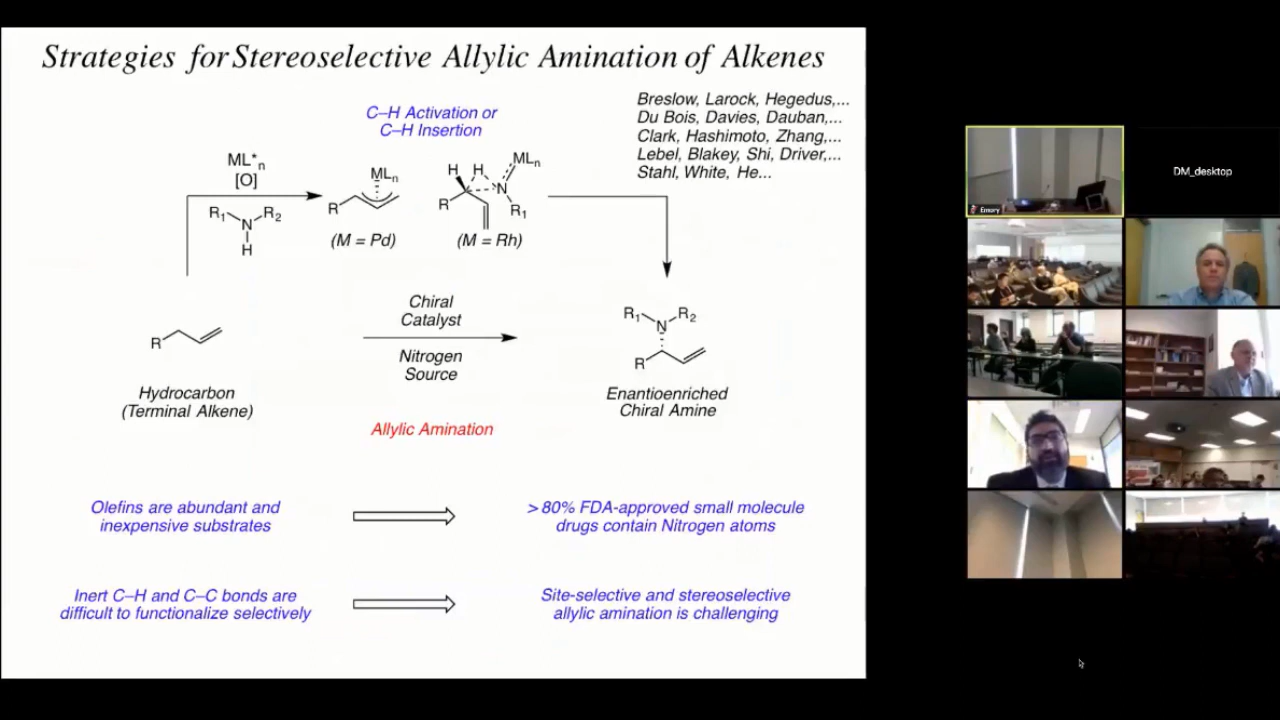 Strategies for Stereoselective Allylic Amination of Alkenes
C–H Activation or
C–H Insertion
Breslow, Larock, Hegedus,...
Du Bois, Davies, Dauban,...
Clark, Hashimoto, Zhang,...
Lebel, Blakey, Shi, Driver,...
Stahl, White, He...
ML*n
[O]
R1 N R2
H
MLn
R
(M = Pd)
H H MLn
R N
R1
(M = Rh)
R
Hydrocarbon
(Terminal Alkene)
Chiral
Catalyst
Nitrogen
Source
Allylic Amination
R1 N R2
R
Enantioenriched
Chiral Amine
Olefins are abundant and
inexpensive substrates
>80% FDA-approved small molecule
drugs contain Nitrogen atoms
Inert C–H and C–C bonds are
difficult to functionalize selectively
Site-selective and stereoselective
allylic amination is challenging
Emory
DM_desktop